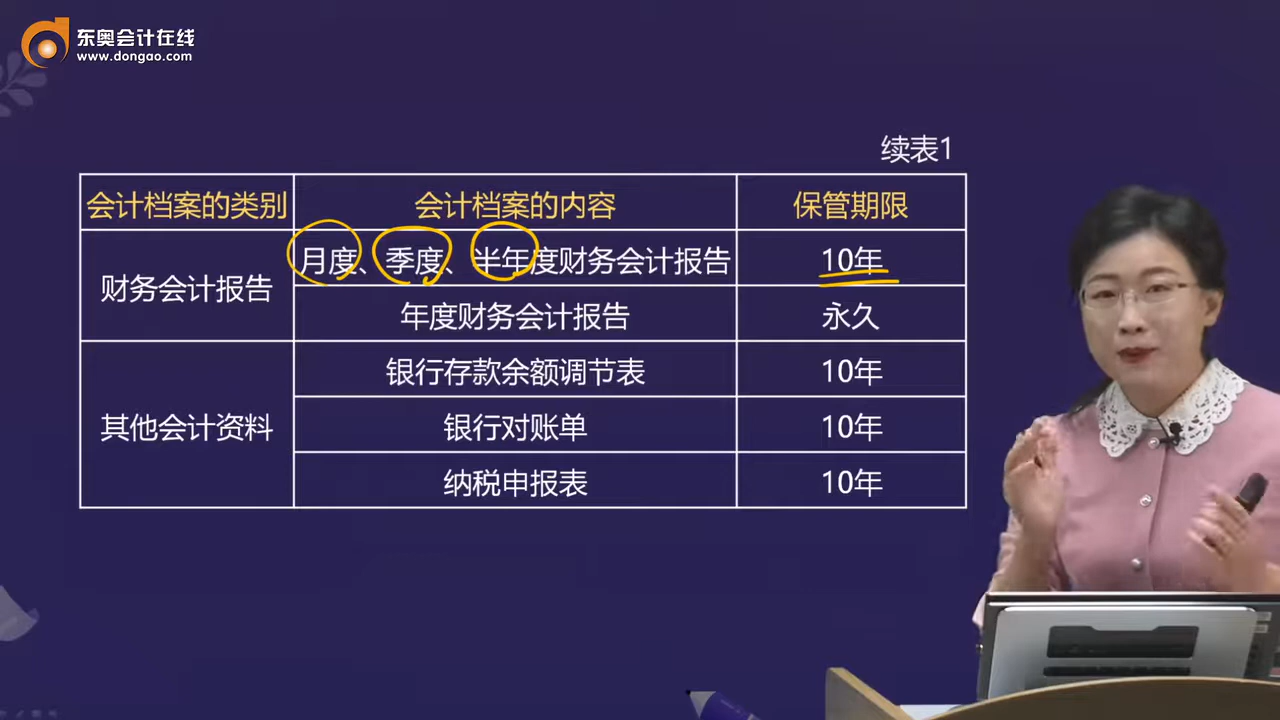 东奥会计在线
www.dongao.com
续表1
会计档案的类别 会计档案的内容 保管期限
财务会计报告 月度、季度、半年度财务会计报告 10年
年度财务会计报告 永久
其他会计资料 银行存款余额调节表 10年
银行对账单 10年
纳税申报表 10年